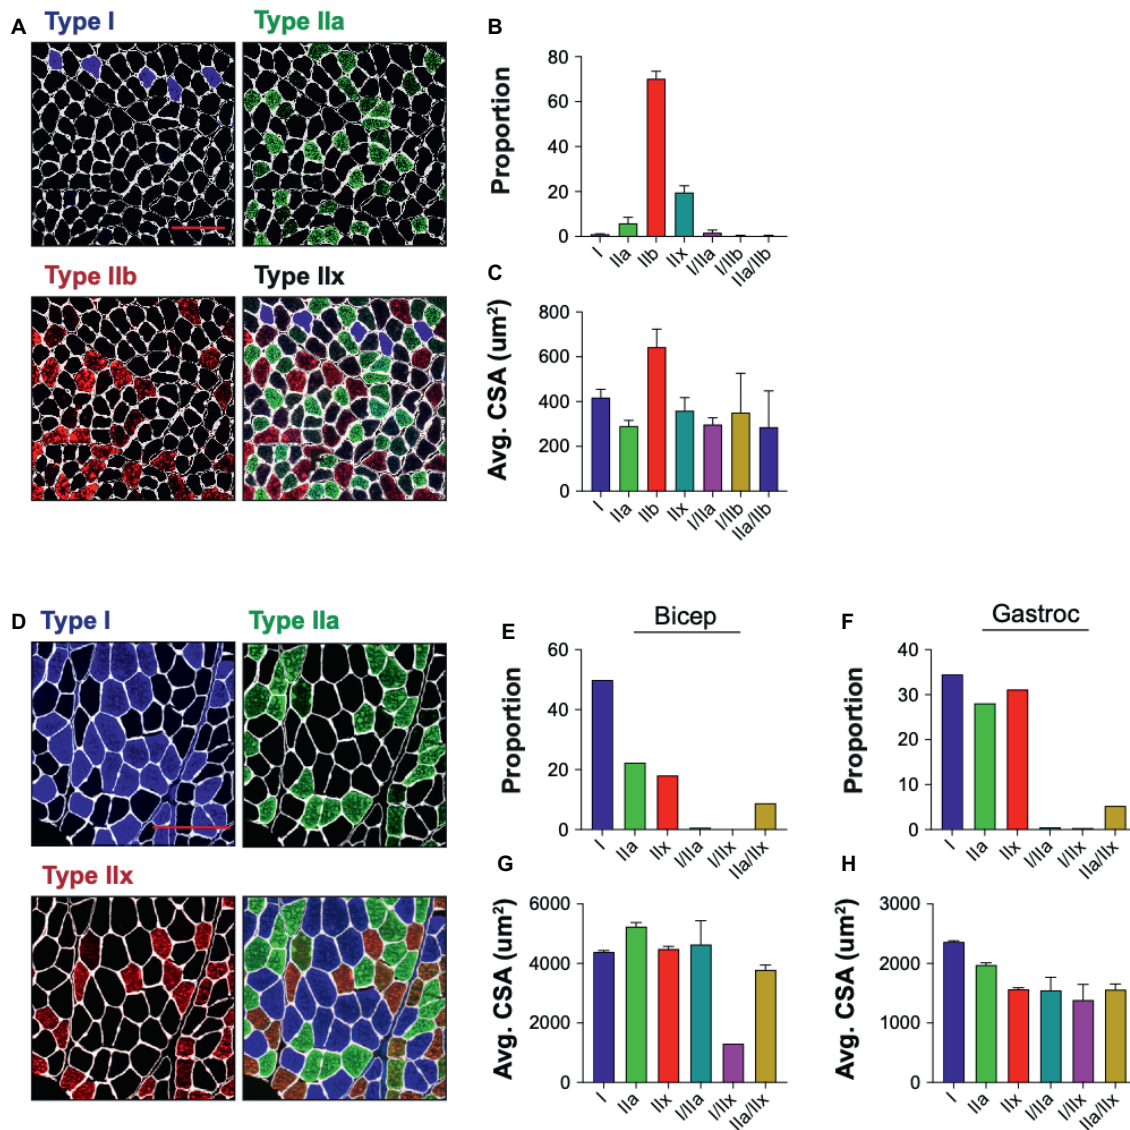 A
Type I
Type IIa
Type IIb
Type IIx
B
Proportion
80
60
40
20
0
I
IIa
IIb
IIx
I/IIa
I/IIb
IIa/IIb
C
Avg. CSA (um²)
800
600
400
200
0
I
IIa
IIb
IIx
I/IIa
I/IIb
IIa/IIb
D
Type I
Type IIa
Type IIx
E
Bicep
Proportion
60
40
20
0
I
IIa
IIx
I/IIa
I/IIx
IIa/IIx
F
Gastroc
Proportion
40
30
20
10
0
I
IIa
IIx
I/IIa
I/IIx
IIa/IIx
G
Avg. CSA (um²)
6000
4000
2000
0
I
IIa
IIx
I/IIa
I/IIx
IIa/IIx
H
Avg. CSA (um²)
3000
2000
1000
0
I
IIa
IIx
I/IIa
I/IIx
IIa/IIx